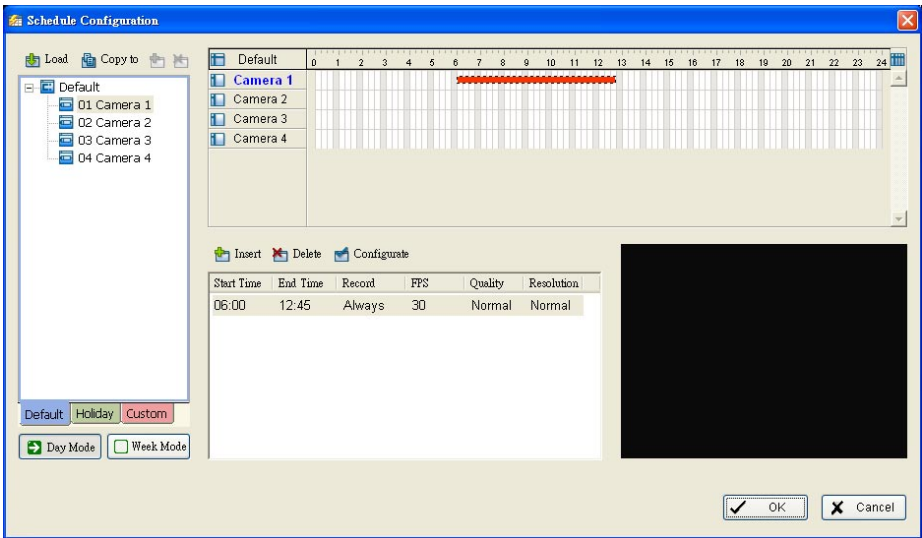 Schedule Configuration
Load Copy to
Default
01 Camera 1
02 Camera 2
03 Camera 3
04 Camera 4
Default Holiday Custom
Day Mode Week Mode
Default 0 1 2 3 4 5 6 7 8 9 10 11 12 13 14 15 16 17 18 19 20 21 22 23 24
Camera 1
Camera 2
Camera 3
Camera 4
Insert Delete Configurate
Start Time End Time Record FPS Quality Resolution
06:00 12:45 Always 30 Normal Normal
OK Cancel